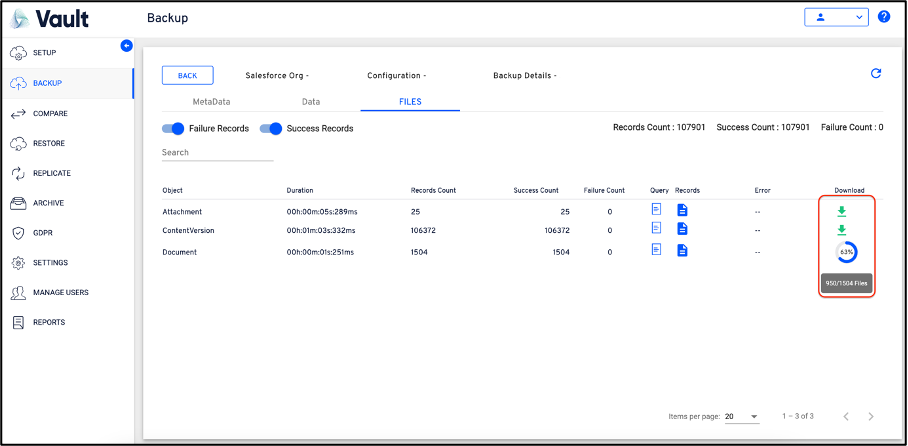 Vault
Backup
?
SETUP
BACKUP
COMPARE
RESTORE
REPLICATE
ARCHIVE
GDPR
SETTINGS
MANAGE USERS
REPORTS
BACK
Salesforce Org - Configuration - Backup Details -
MetaData Data FILES
Failure Records Success Records
Records Count : 107901 Success Count : 107901 Failure Count : 0
Search
Object Duration Records Count Success Count Failure Count Query Records Error Download
Attachment 00h:00m:05s:289ms 25 25 0 --
ContentVersion 00h:01m:03s:332ms 106372 106372 0 --
Document 00h:00m:01s:251ms 1504 1504 0 -- 63%
950/1504 Files
Items per page: 20 1 – 3 of 3